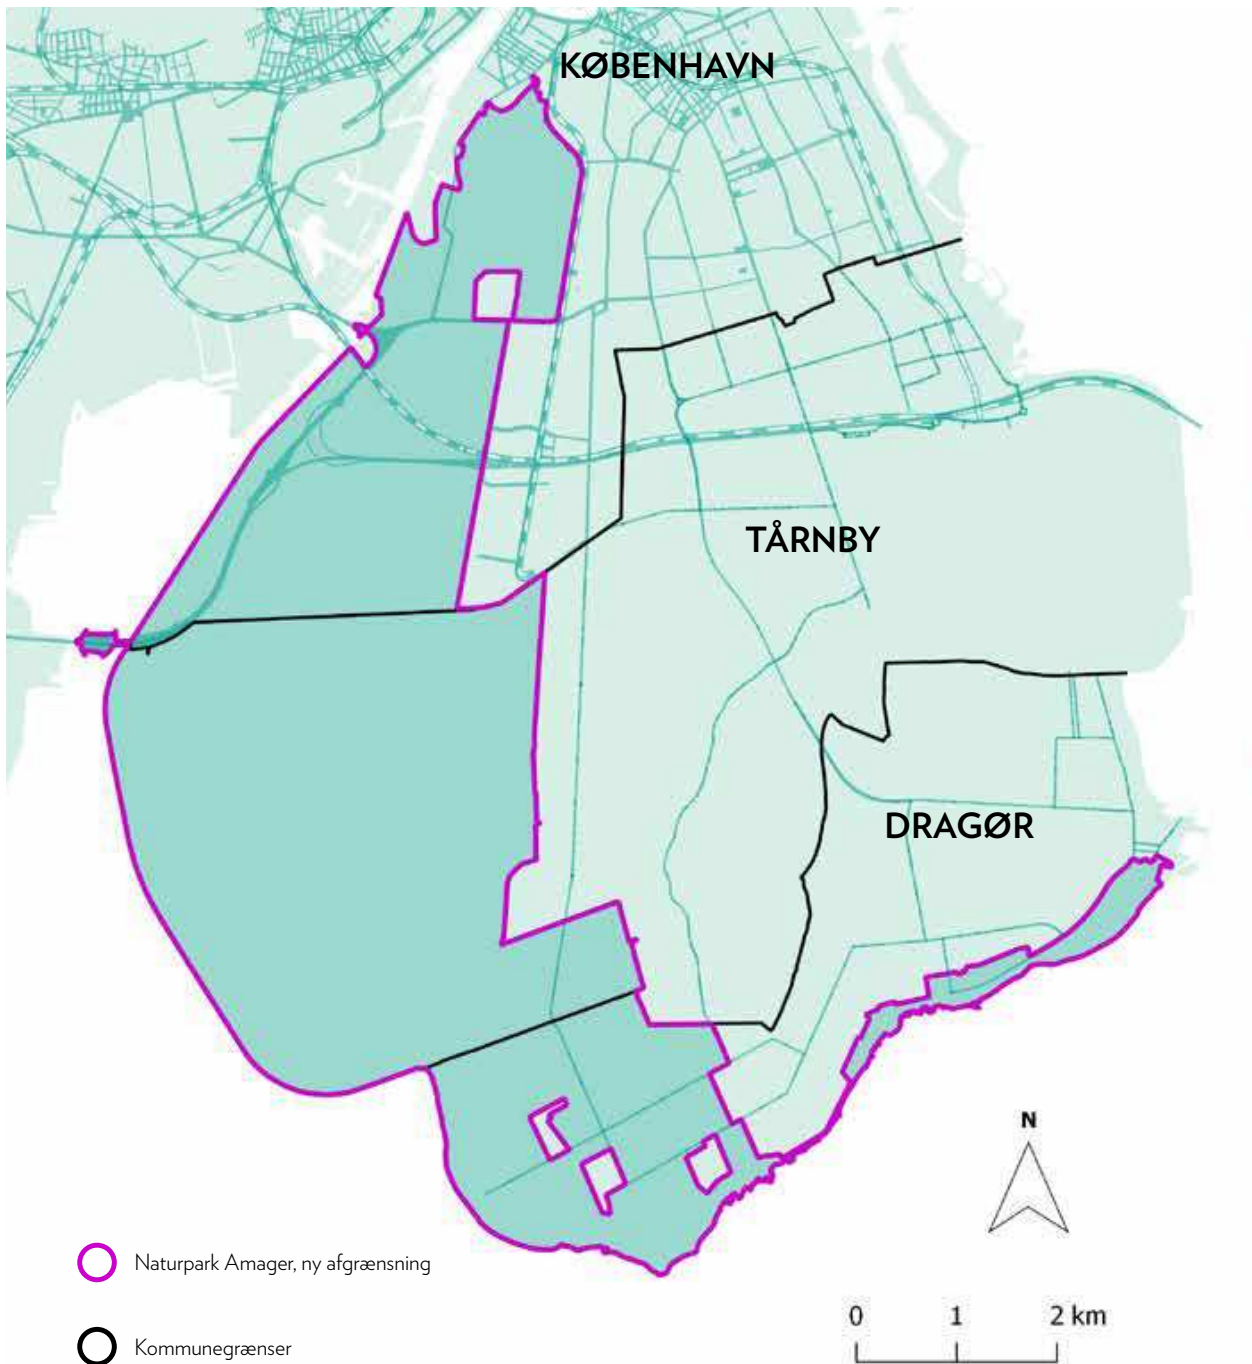 KØBENHAVN
TÅRNBY
DRAGØR
N
Naturpark Amager, ny afgrænsning
0 1 2 km
Kommunegrænser